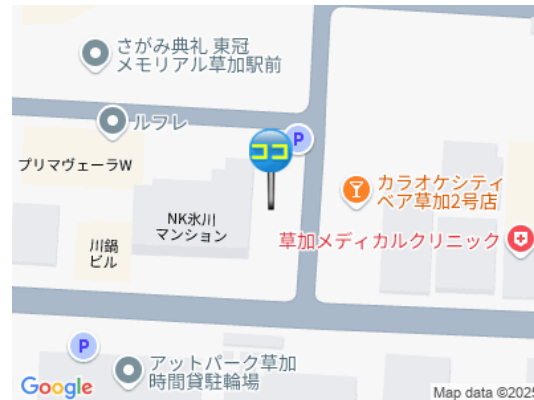 さがみ典礼 東冠
メモリアル草加駅前
ルフレ
P
ココ
プリマヴェーラW
カラオケシティ
ベア草加2号店
NK氷川
マンション
草加メディカルクリニック
川鍋
ビル
P
アットパーク草加
時間貸駐輪場
Google
Map data ©2025